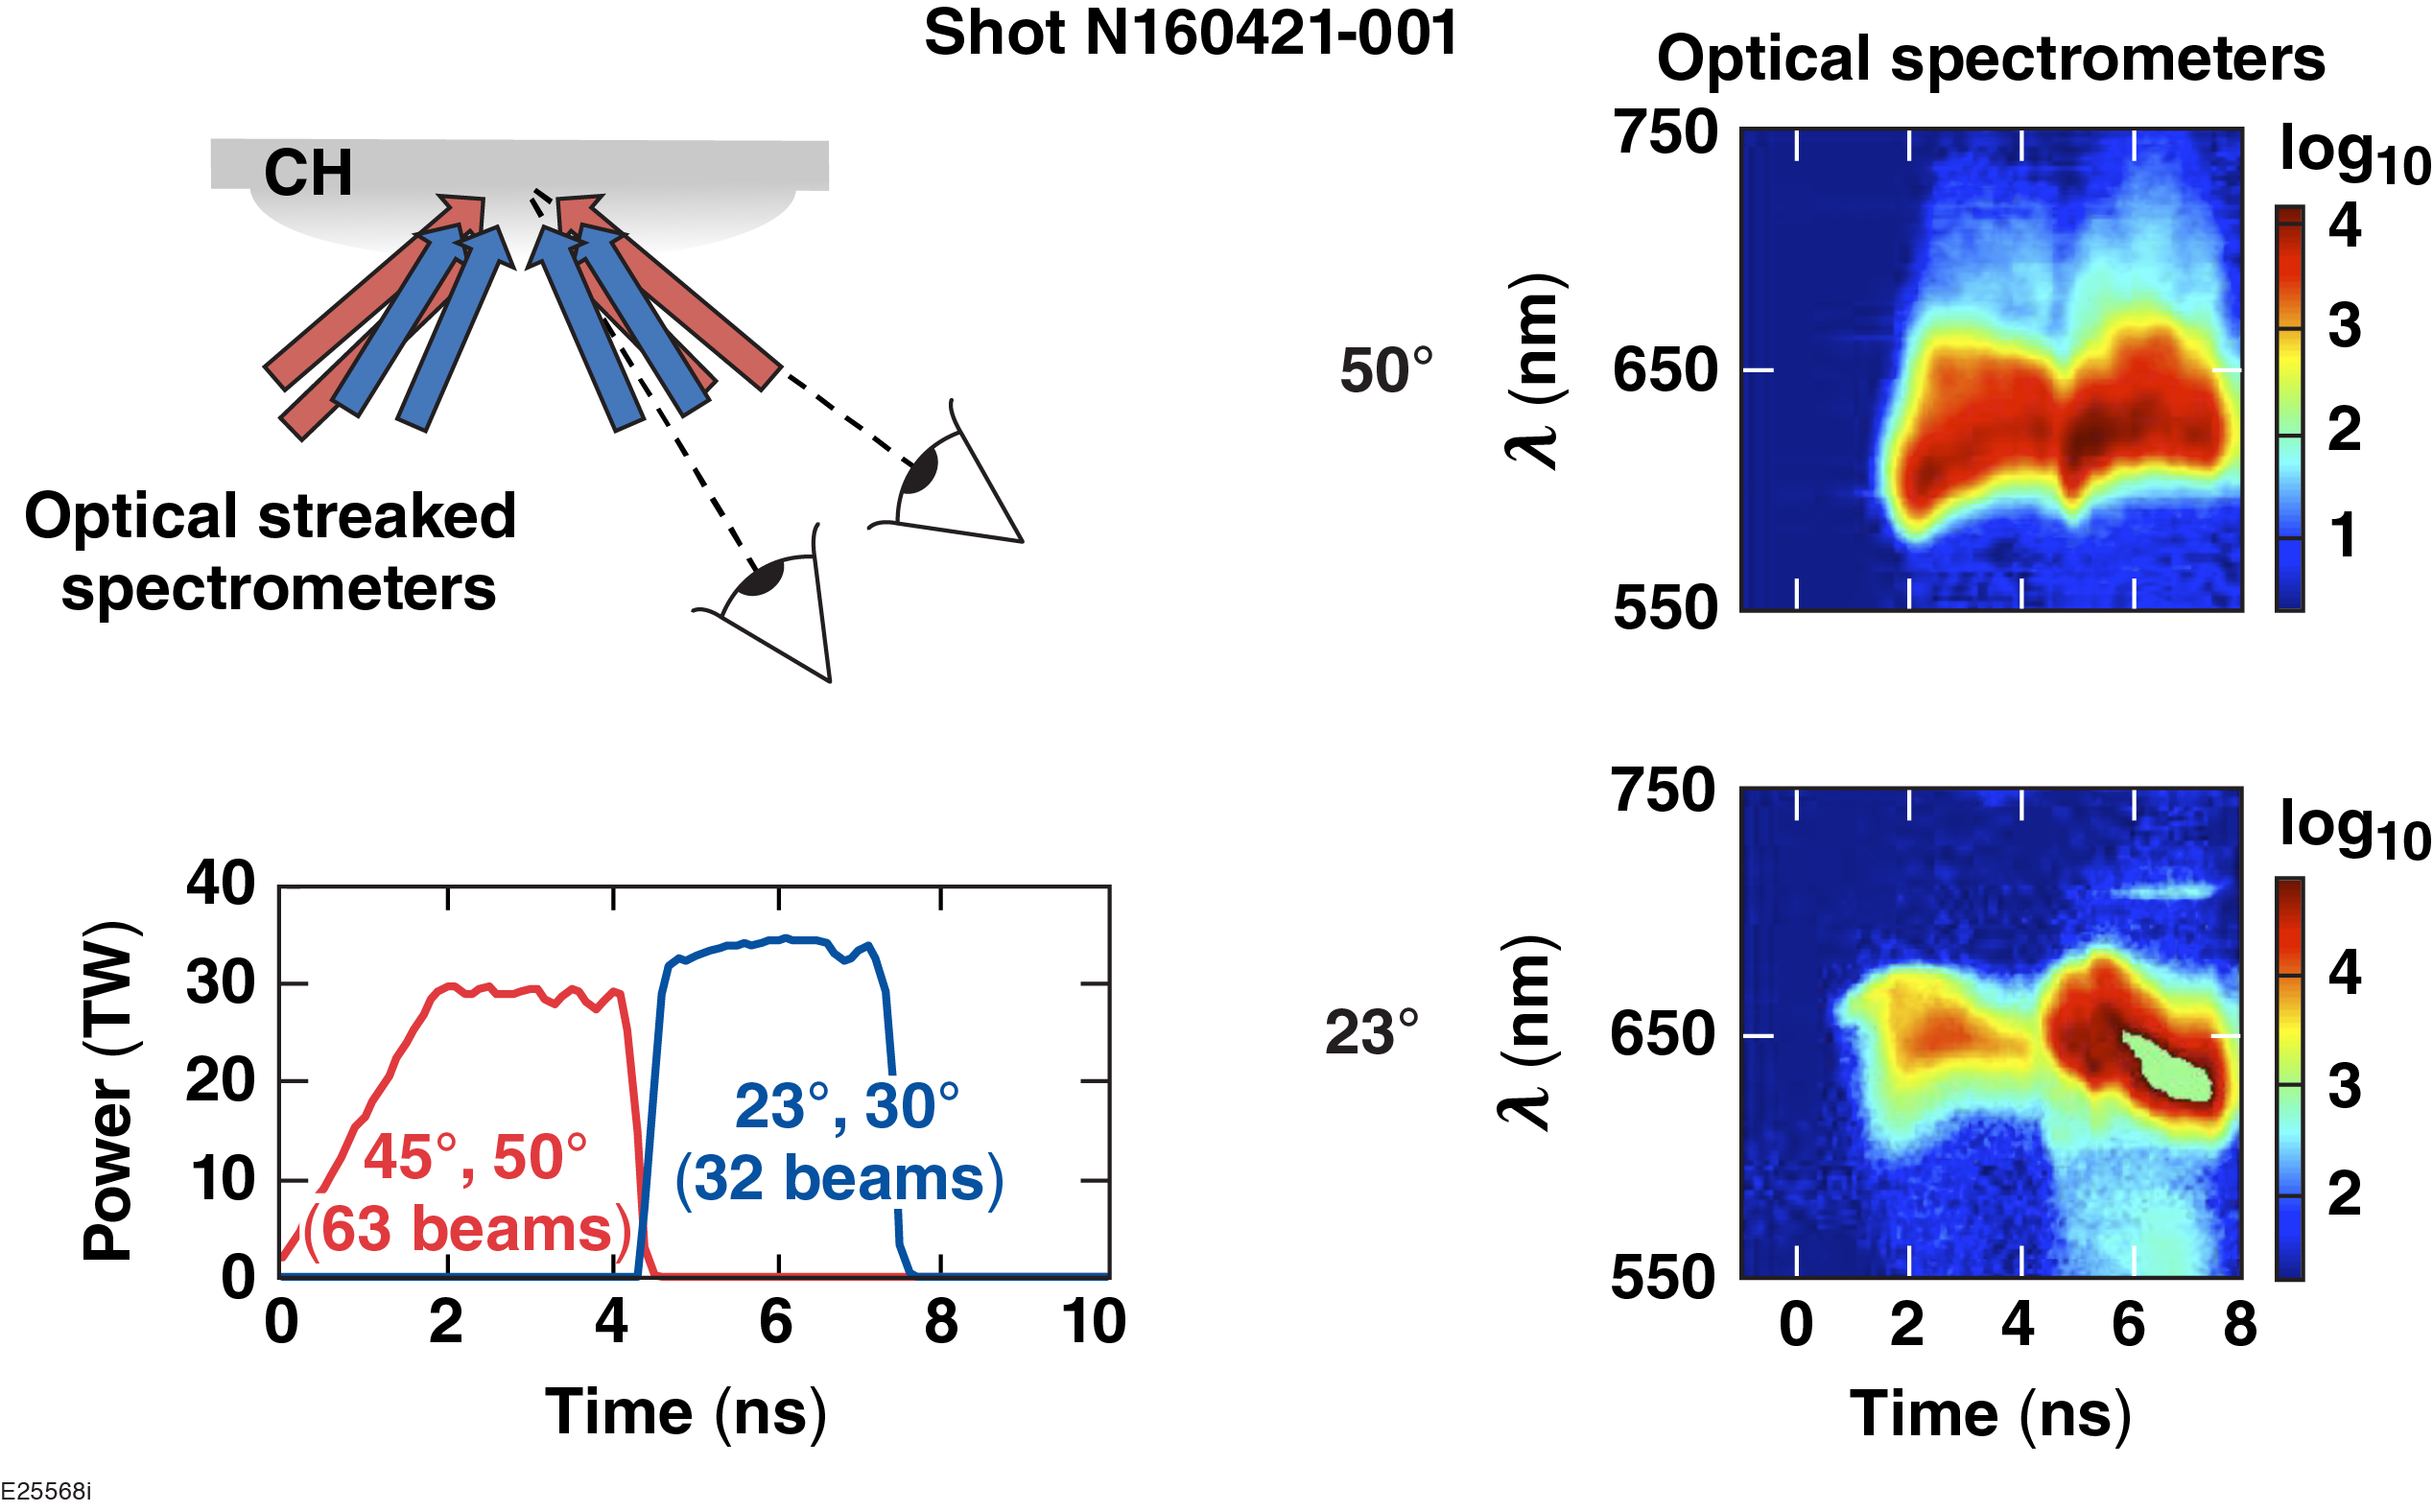 Shot N160421-001
CH
Optical streaked
spectrometers
40
30
20
10
0
Power (TW)
45°, 50°
(63 beams)
23°, 30°
(32 beams)
0 2 4 6 8 10
Time (ns)
Optical spectrometers
50°
λ (nm)
750
650
550
log10
4
3
2
1
23°
λ (nm)
750
650
550
log10
4
3
2
0 2 4 6 8
Time (ns)
E25568i